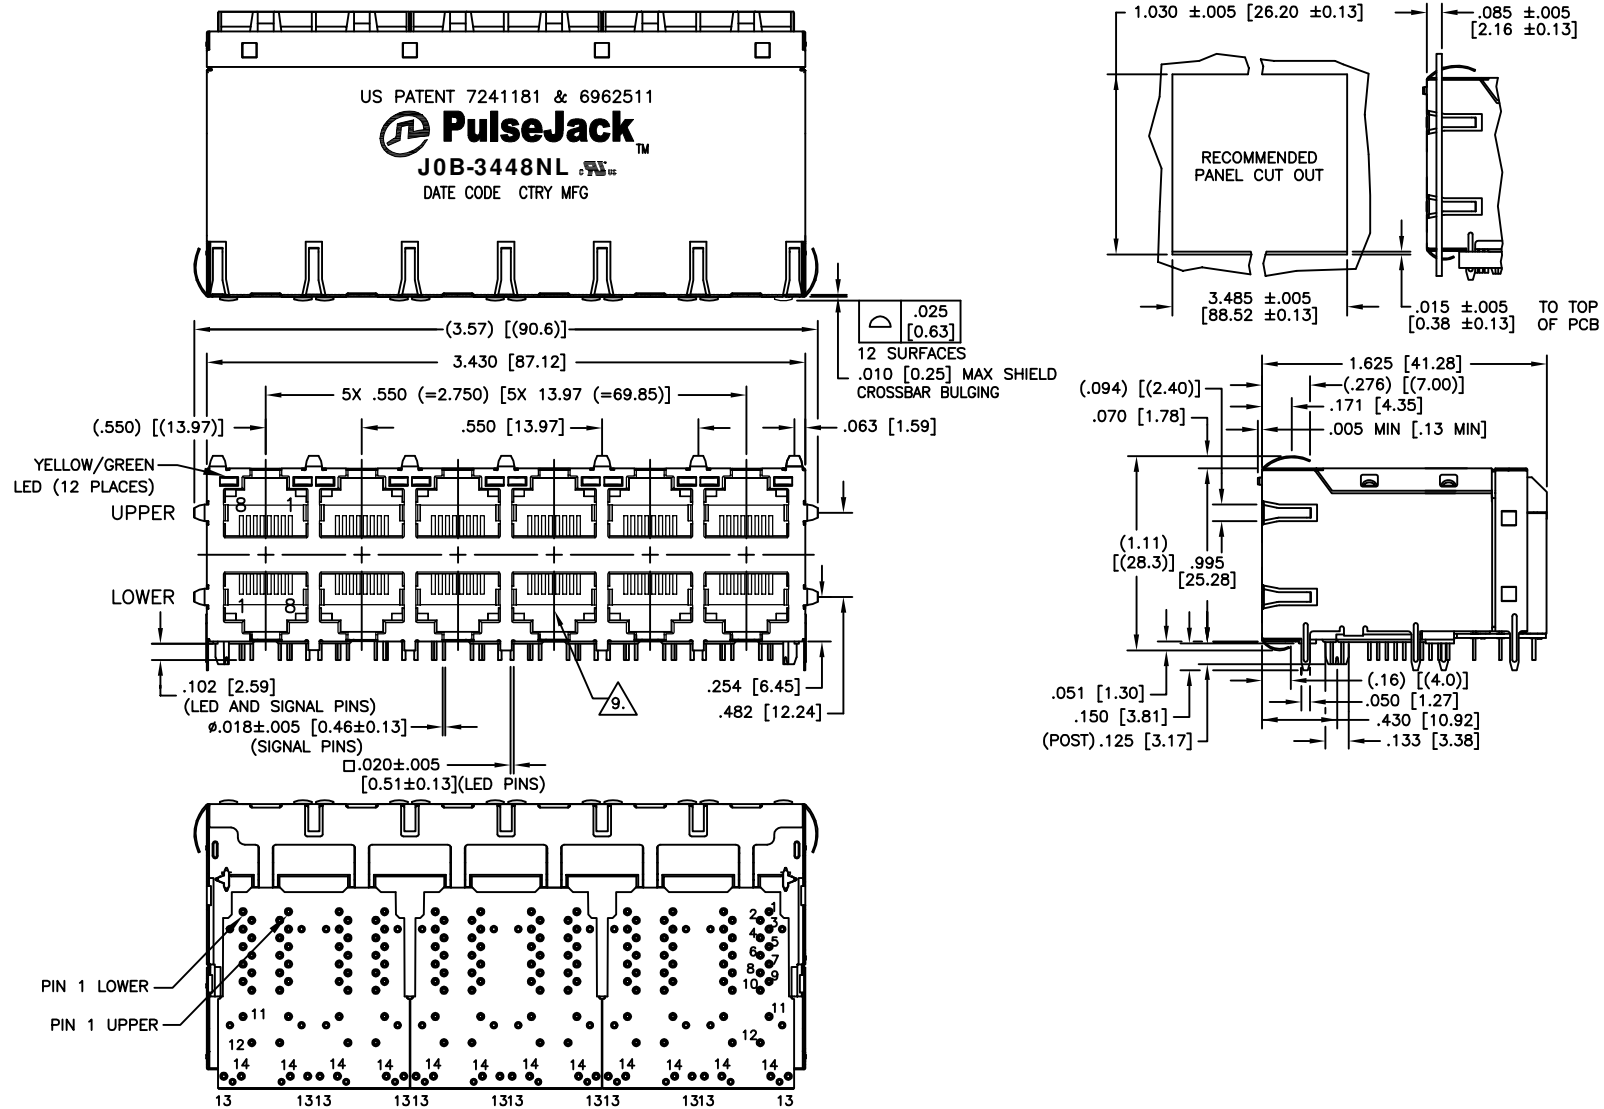 US PATENT 7241181 & 6962511
PulseJack™
J0B-3448NL
DATE CODE CTRY MFG
1.030 ±.005 [26.20 ±0.13]
.085 ±.005
[2.16 ±0.13]
RECOMMENDED
PANEL CUT OUT
3.485 ±.005
[88.52 ±0.13]
.015 ±.005
[0.38 ±0.13]
TO TOP
OF PCB
.025
[0.63]
12 SURFACES
.010 [0.25] MAX SHIELD
CROSSBAR BULGING
(3.57) [(90.6]
3.430 [87.12]
5X .550 (=2.750) [5X 13.97 (=69.85)]
(.550) [(13.97)]
.550 [13.97]
.063 [1.59]
YELLOW/GREEN
LED (12 PLACES)
UPPER
8 1
LOWER
1 8
.102 [2.59]
(LED AND SIGNAL PINS)
ø.018±.005 [0.46±0.13]
(SIGNAL PINS)
□.020±.005
[0.51±0.13](LED PINS)
9.
.254 [6.45]
.482 [12.24]
1.625 [41.28]
(.094) [(2.40)]
(.276) [(7.00)]
.070 [1.78]
.171 [4.35]
.005 MIN [.13 MIN]
(1.11)
[(28.3)]
.995
[25.28]
.051 [1.30]
.150 [3.81]
(POST).125 [3.17]
(.16) [(4.0)]
.050 [1.27]
.430 [10.92]
.133 [3.38]
PIN 1 LOWER
PIN 1 UPPER
1
2
3
4
5
6
7
8
9
10
11 11
12 12
14 14 14 14 14 14 14 14 14 14 14 14
13 1313 1313 1313 1313 1313 13